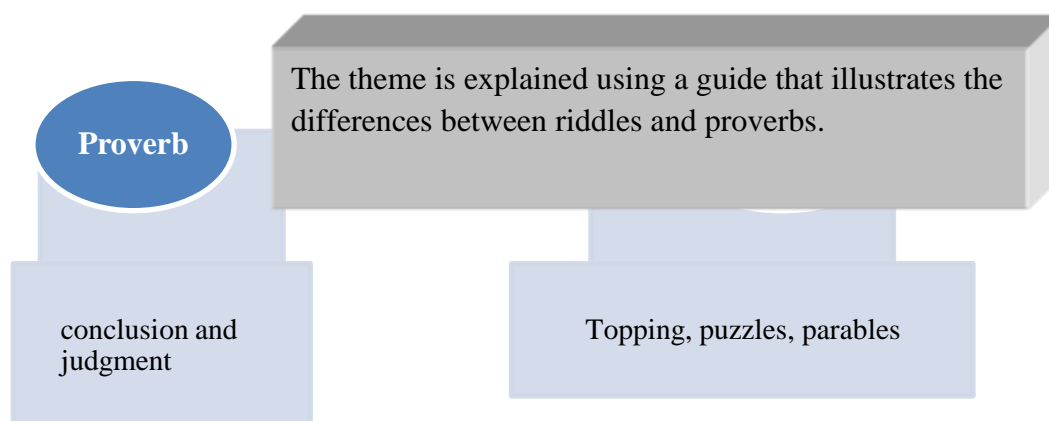 The theme is explained using a guide that illustrates the
differences between riddles and proverbs.
Proverb
conclusion and
judgment
Topping, puzzles, parables